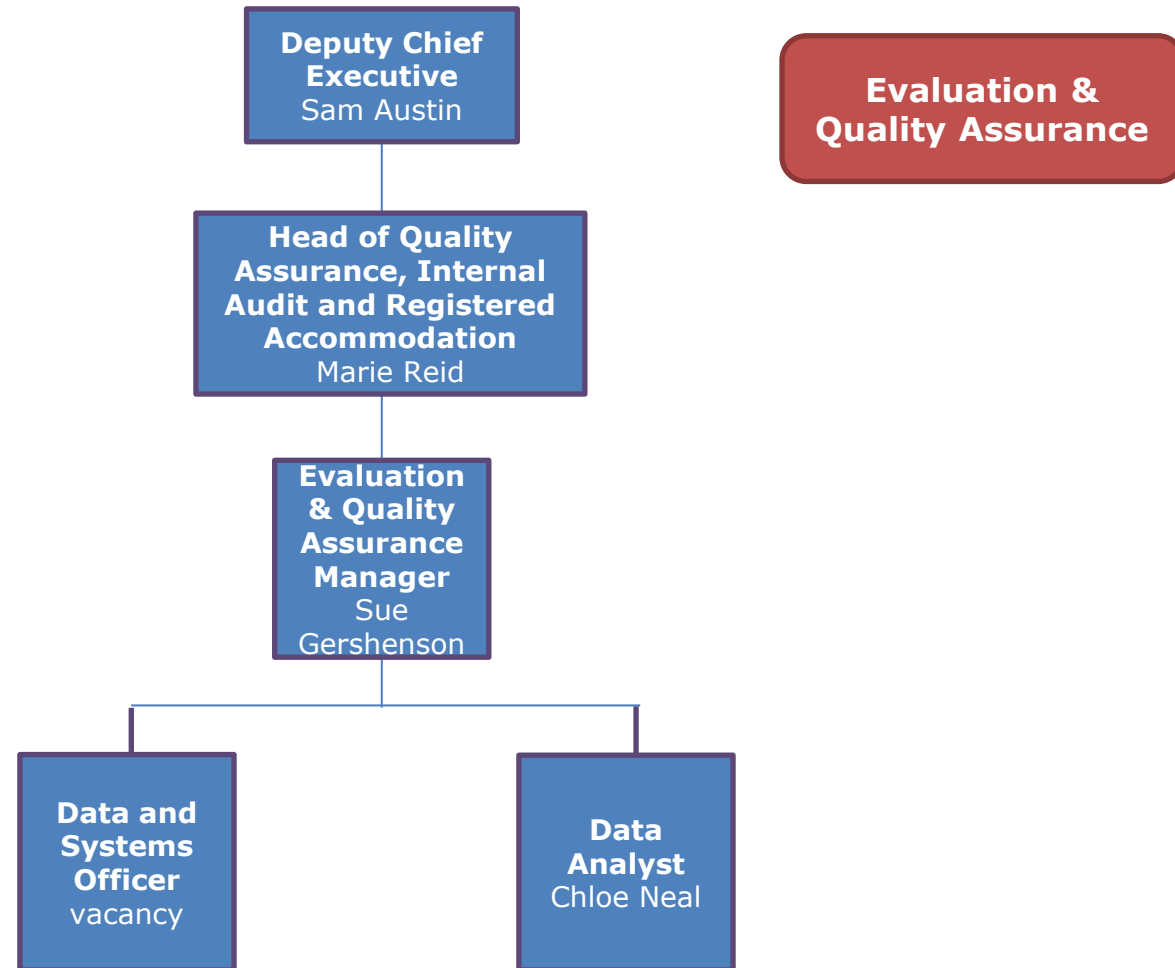 Deputy Chief
Executive
Sam Austin
Evaluation &
Quality Assurance
Head of Quality
Assurance, Internal
Audit and Registered
Accommodation
Marie Reid
Evaluation
& Quality
Assurance
Manager
Sue
Gershenson
Data and
Systems
Officer
vacancy
Data
Analyst
Chloe Neal